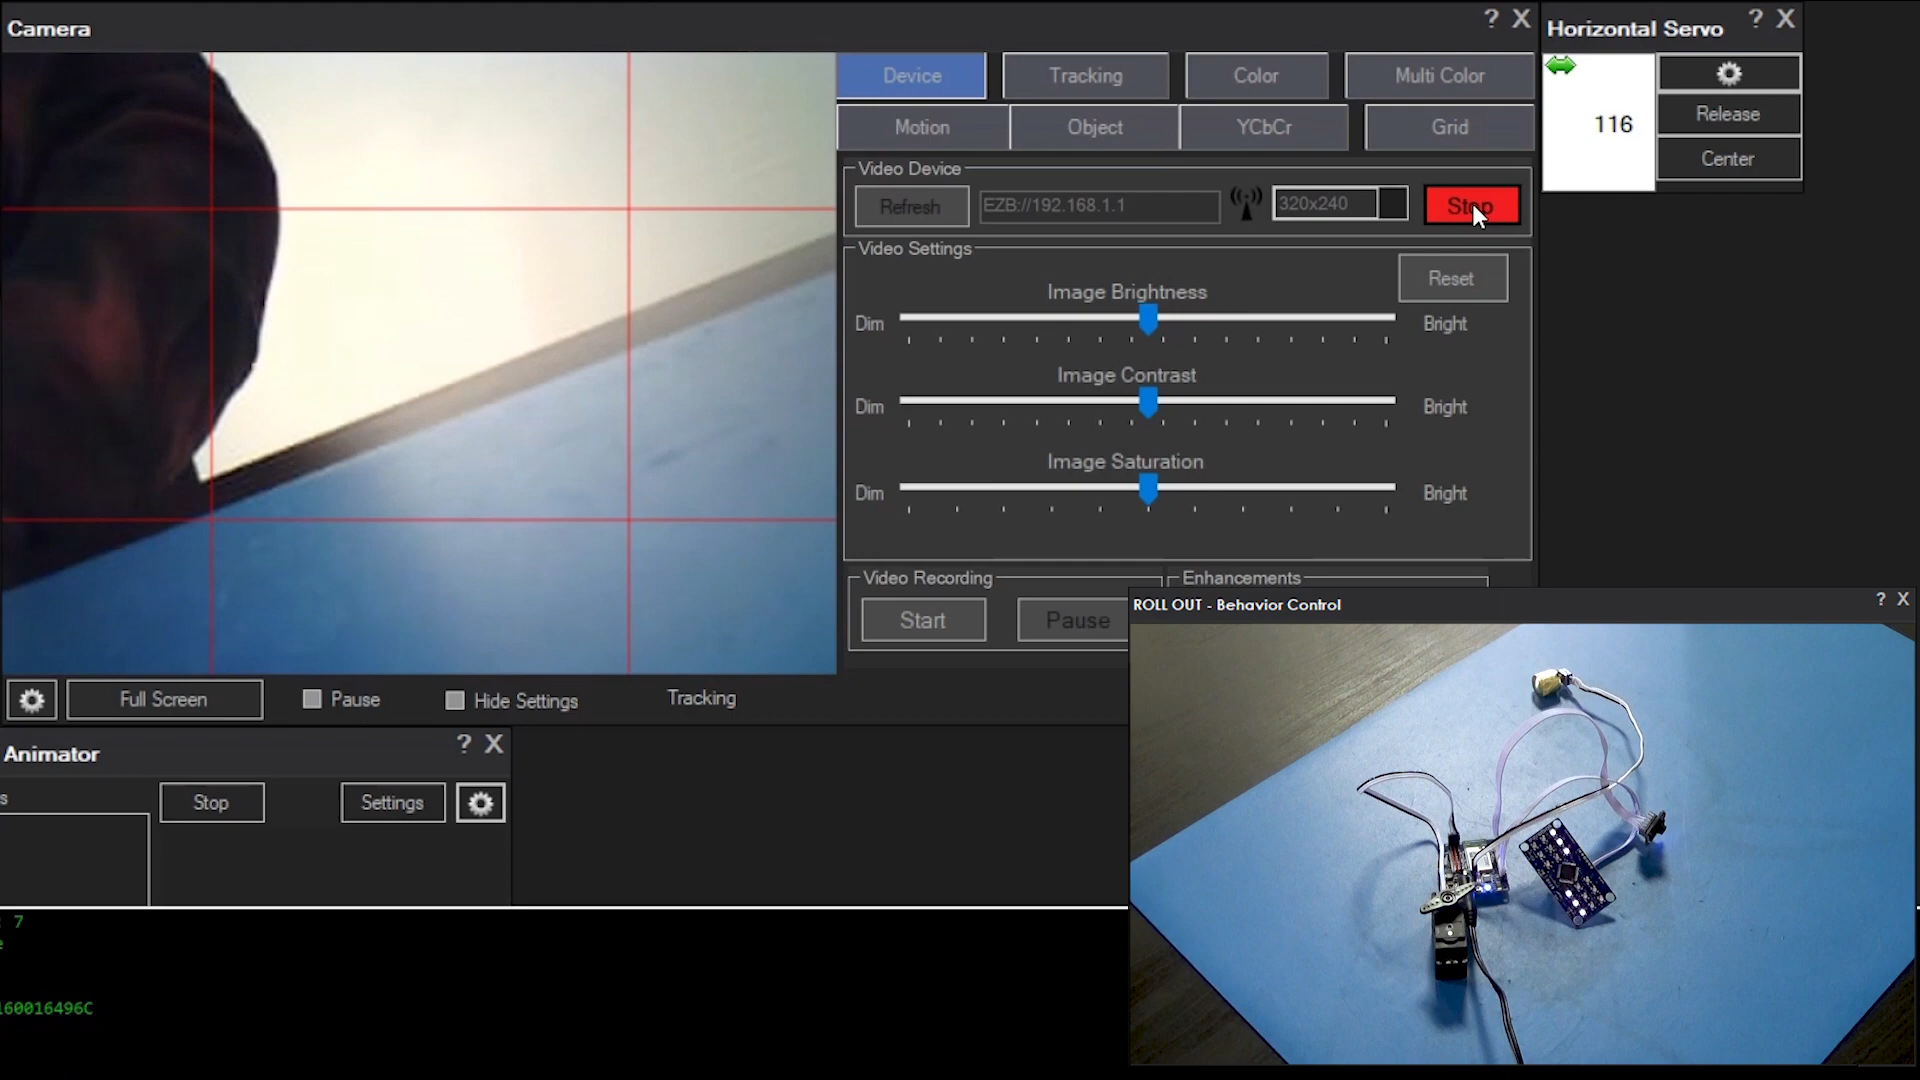 Camera
? X
Device
Tracking
Color
Multi Color
Motion
Object
YCbCr
Grid
Video Device
Refresh
EZB://192.168.1.1
320x240
Stop
Video Settings
Reset
Image Brightness
Dim
Bright
Image Contrast
Dim
Bright
Image Saturation
Dim
Bright
Video Recording
Start
Pause
Enhancements
Full Screen
Pause
Hide Settings
Tracking
Horizontal Servo
? X
116
Release
Center
Animator
? X
s
Stop
Settings
: 7
e
160016496C
ROLL OUT - Behavior Control
? X